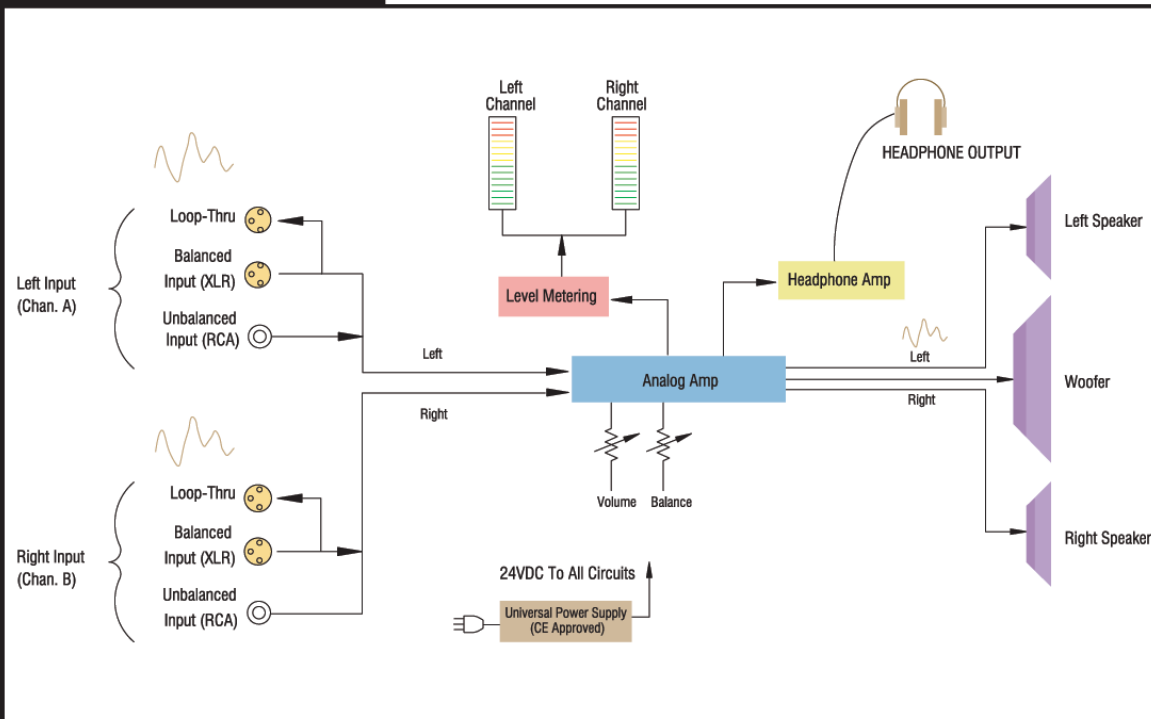 Left
Channel
Right
Channel
HEADPHONE OUTPUT
Left Input
(Chan. A)
Loop-Thru
Balanced
Input (XLR)
Unbalanced
Input (RCA)
Level Metering
Headphone Amp
Left Speaker
Left
Right
Analog Amp
Left
Right
Woofer
Volume
Balance
Right Input
(Chan. B)
Loop-Thru
Balanced
Input (XLR)
Unbalanced
Input (RCA)
Right Speaker
24VDC To All Circuits
Universal Power Supply
(CE Approved)